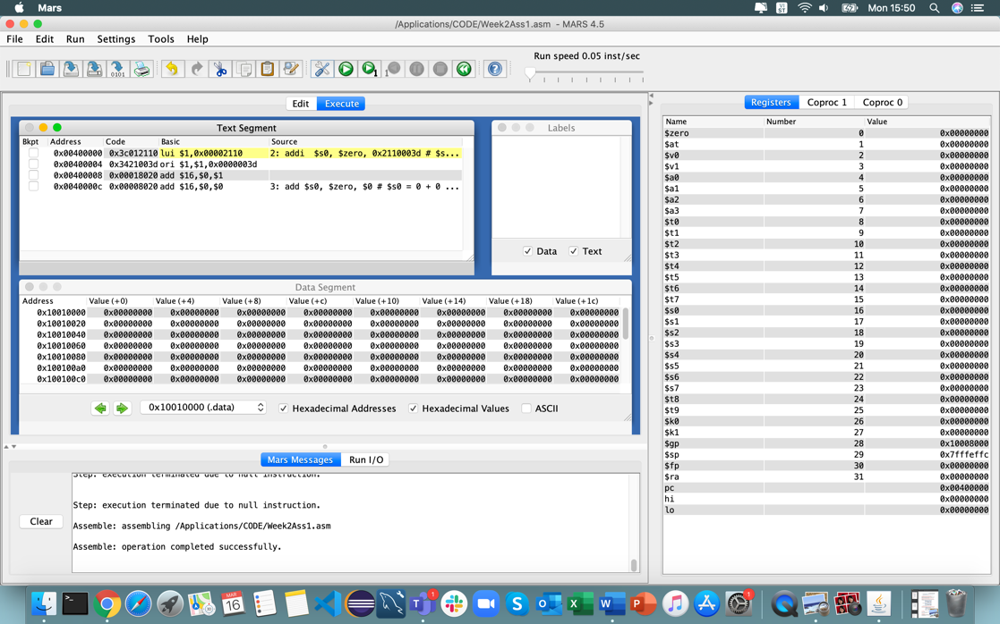 Mars
VI
ST
Mon 15:50
/Applications/CODE/Week2Ass1.asm - MARS 4.5
File Edit Run Settings Tools Help
Run speed 0.05 inst/sec
Edit Execute
Text Segment
Bkpt Address Code Basic Source
0x00400000 0x3c012110 lui $1,0x00002110 2: addi $s0, $zero, 0x2110003d # $s...
0x00400004 0x3421003d ori $1,$1,0x0000003d
0x00400008 0x00018020 add $16,$0,$1
0x0040000c 0x00008020 add $16,$0,$0 3: add $s0, $zero, $0 # $s0 = 0 + 0 ...
Labels
Data Text
Data Segment
Address Value (+0) Value (+4) Value (+8) Value (+c) Value (+10) Value (+14) Value (+18) Value (+1c)
0x10010000 0x00000000 0x00000000 0x00000000 0x00000000 0x00000000 0x00000000 0x00000000 0x00000000
0x10010020 0x00000000 0x00000000 0x00000000 0x00000000 0x00000000 0x00000000 0x00000000 0x00000000
0x10010040 0x00000000 0x00000000 0x00000000 0x00000000 0x00000000 0x00000000 0x00000000 0x00000000
0x10010060 0x00000000 0x00000000 0x00000000 0x00000000 0x00000000 0x00000000 0x00000000 0x00000000
0x10010080 0x00000000 0x00000000 0x00000000 0x00000000 0x00000000 0x00000000 0x00000000 0x00000000
0x100100a0 0x00000000 0x00000000 0x00000000 0x00000000 0x00000000 0x00000000 0x00000000 0x00000000
0x100100c0 0x00000000 0x00000000 0x00000000 0x00000000 0x00000000 0x00000000 0x00000000 0x00000000
0x10010000 (.data) Hexadecimal Addresses Hexadecimal Values ASCII
Mars Messages Run I/O
Clear
Step: execution terminated due to null instruction.
Step: execution terminated due to null instruction.
Assemble: assembling /Applications/CODE/Week2Ass1.asm
Assemble: operation completed successfully.
Registers Coproc 1 Coproc 0
Name Number Value
$zero 0 0x00000000
$at 1 0x00000000
$v0 2 0x00000000
$v1 3 0x00000000
$a0 4 0x00000000
$a1 5 0x00000000
$a2 6 0x00000000
$a3 7 0x00000000
$t0 8 0x00000000
$t1 9 0x00000000
$t2 10 0x00000000
$t3 11 0x00000000
$t4 12 0x00000000
$t5 13 0x00000000
$t6 14 0x00000000
$t7 15 0x00000000
$s0 16 0x00000000
$s1 17 0x00000000
$s2 18 0x00000000
$s3 19 0x00000000
$s4 20 0x00000000
$s5 21 0x00000000
$s6 22 0x00000000
$s7 23 0x00000000
$t8 24 0x00000000
$t9 25 0x00000000
$k0 26 0x00000000
$k1 27 0x00000000
$gp 28 0x10008000
$sp 29 0x7fffeffc
$fp 30 0x00000000
$ra 31 0x00000000
pc 0x00400000
hi 0x00000000
lo 0x00000000
MAR
16
1
1